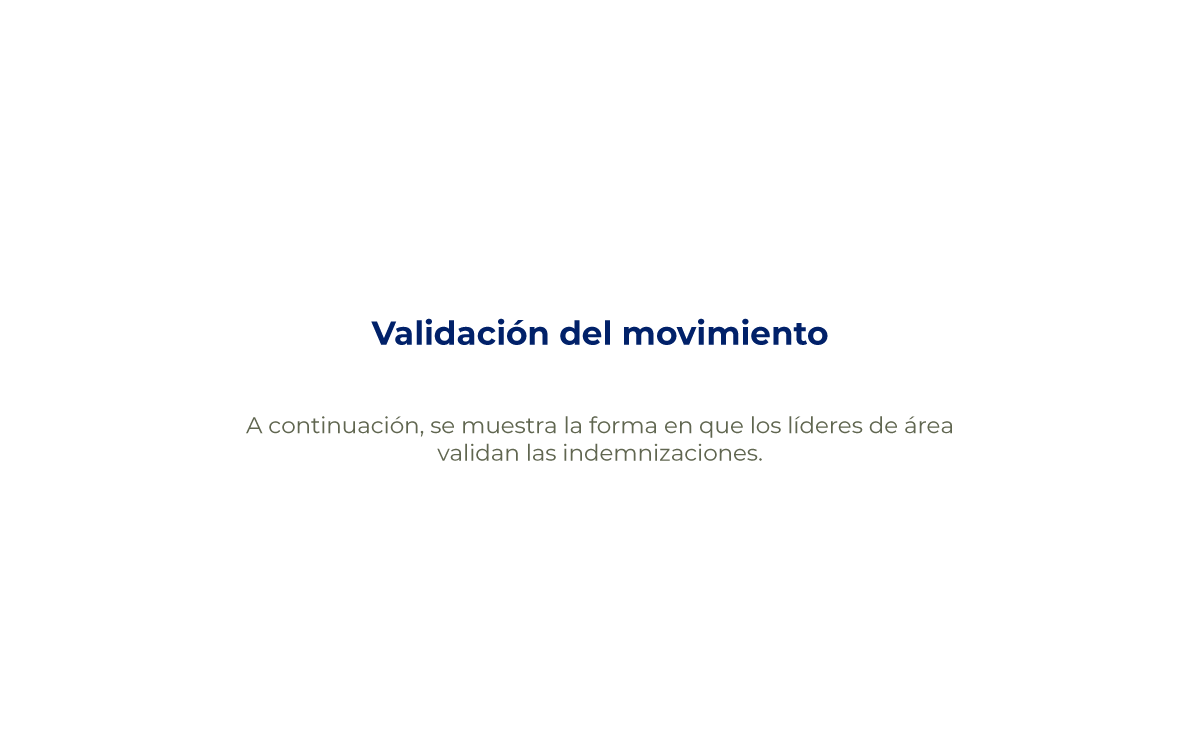 Validación del movimiento
A continuación, se muestra la forma en que los líderes de área
validan las indemnizaciones.